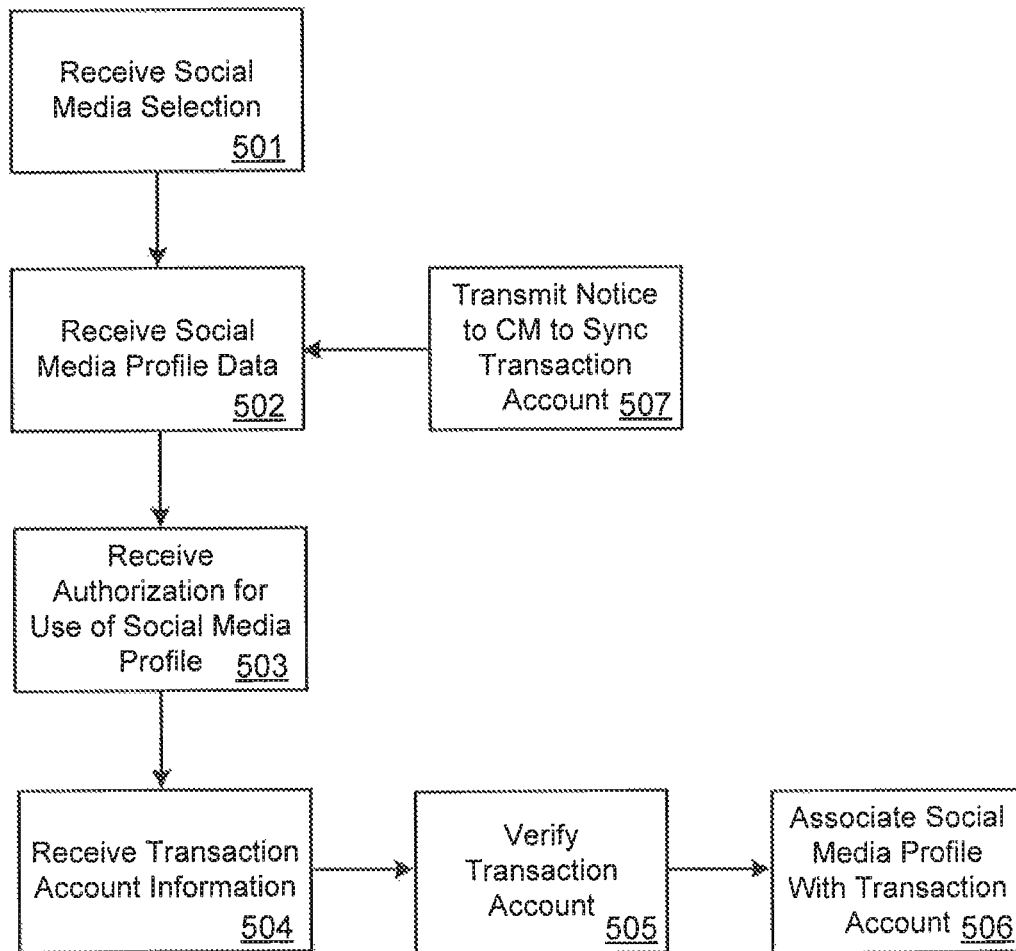 Receive Social
Media Selection
501
Receive Social
Media Profile Data
502
Transmit Notice
to CM to Sync
Transaction
Account 507
Receive
Authorization for
Use of Social Media
Profile 503
Receive Transaction
Account Information
504
Verify
Transaction
Account 505
Associate Social
Media Profile
With Transaction
Account 506